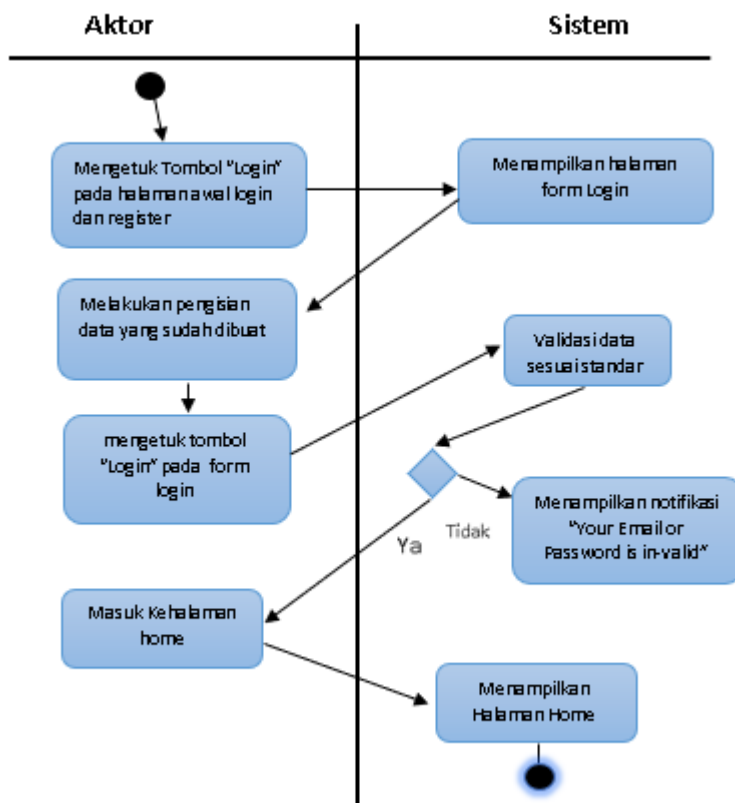 Aktor
Sistem
Mengetuk Tombol "Login"
pada halaman awal login
dan register
Menampilkan halaman
form Login
Melakukan pengisian
data yang sudah dibuat
Validasi data
sesuai standar
mengetuk tombol
"Login" pada form
login
Menampilkan notifikasi
"Your Email or
Password is in-valid"
Ya
Tidak
Masuk Kehalaman
home
Menampilkan
Halaman Home